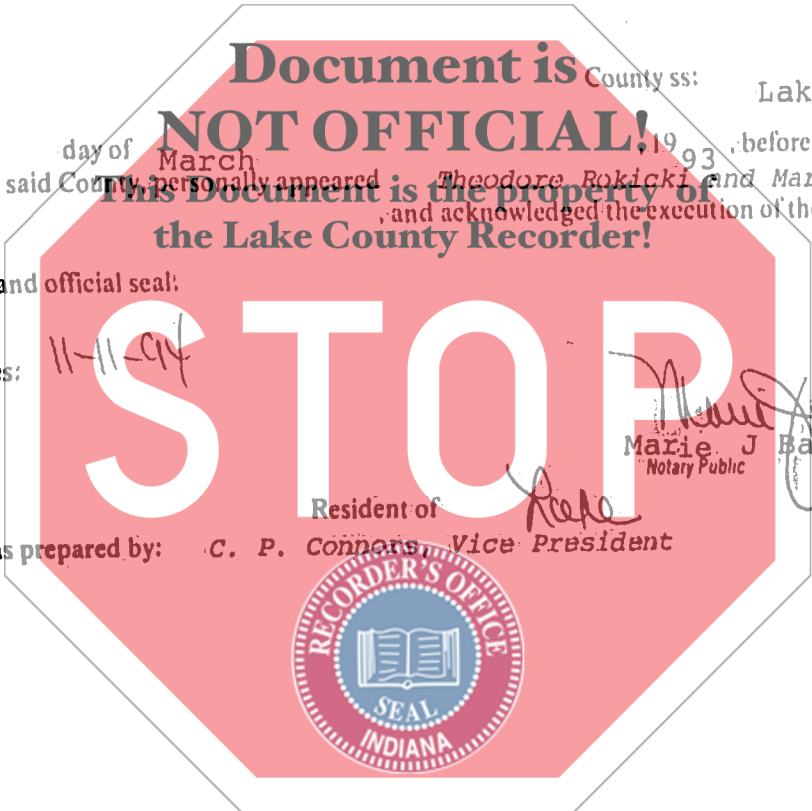 Document is
County ss:
Lak
NOT OFFICIAL!
day of March 1993, before
said County, personally appeared Theodore Rokicki and Mar
This Document is the property of
, and acknowledged the execution of the
the Lake County Recorder!
and official seal:
STOP
s: 11-11-94
Marie J Ba
Notary Public
Resident of Lake
s prepared by: C. P. Connors, Vice President
RECORDER'S OFFICE
SEAL
INDIANA